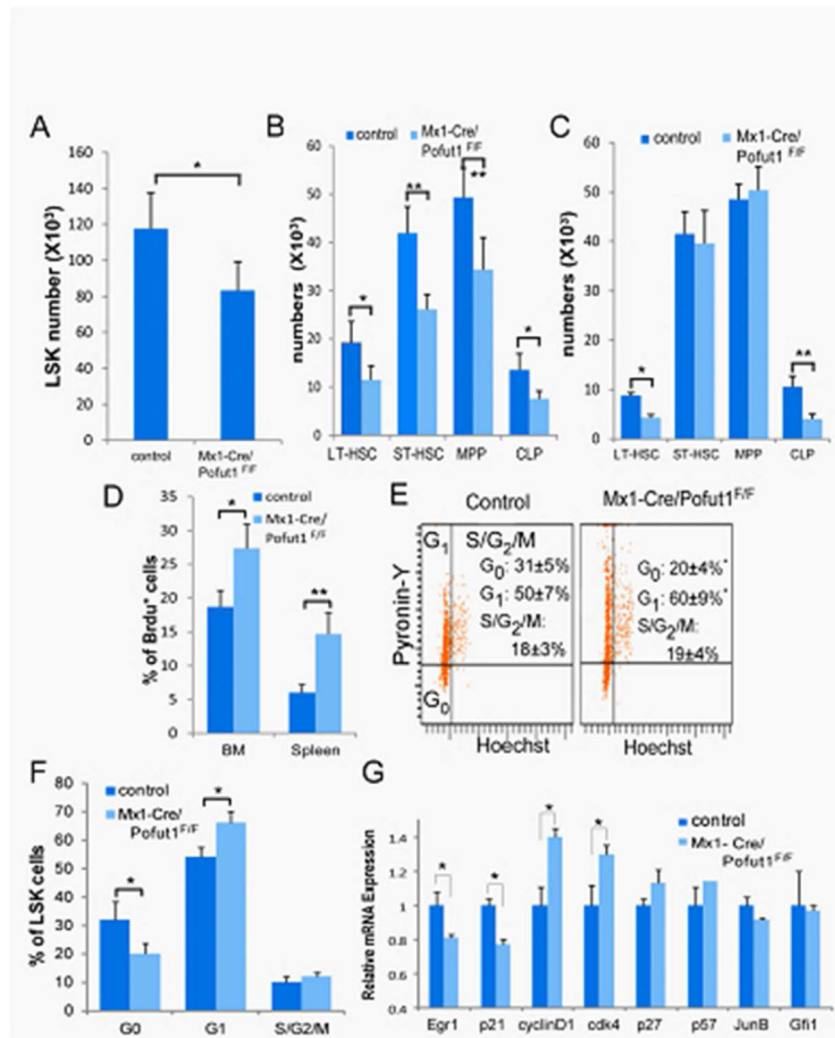 A
LSK number (X10³)
160
140
120
100
80
60
40
20
0
*
control
Mx1-Cre/
Pofut1 F/F
B
control
Mx1-Cre/
Pofut1 F/F
numbers (X10³)
60
50
40
30
20
10
0
*
**
**
*
LT-HSC
ST-HSC
MPP
CLP
C
control
Mx1-Cre/
Pofut1 F/F
numbers (X10³)
60
50
40
30
20
10
0
*
**
LT-HSC
ST-HSC
MPP
CLP
D
control
Mx1-Cre/
Pofut1 F/F
% of Brdu⁺ cells
35
30
25
20
15
10
5
0
*
**
BM
Spleen
E
Control
Mx1-Cre/Pofut1F/F
Pyronin-Y
G₁
S/G₂/M
G₀: 31±5%
G₁: 50±7%
S/G₂/M:
18±3%
G₀
Hoechst
G₀: 20±4%*
G₁: 60±9%*
S/G₂/M:
19±4%
Hoechst
F
control
Mx1-Cre/
Pofut1F/F
% of LSK cells
80
70
60
50
40
30
20
10
0
*
*
G0
G1
S/G2/M
G
control
Mx1- Cre/
Pofut1F/F
Relative mRNA Expression
1.4
1.2
1
0.8
0.6
0.4
*
*
*
*
Egr1
p21
cyclinD1
cdk4
p27
p57
JunB
Gfi1